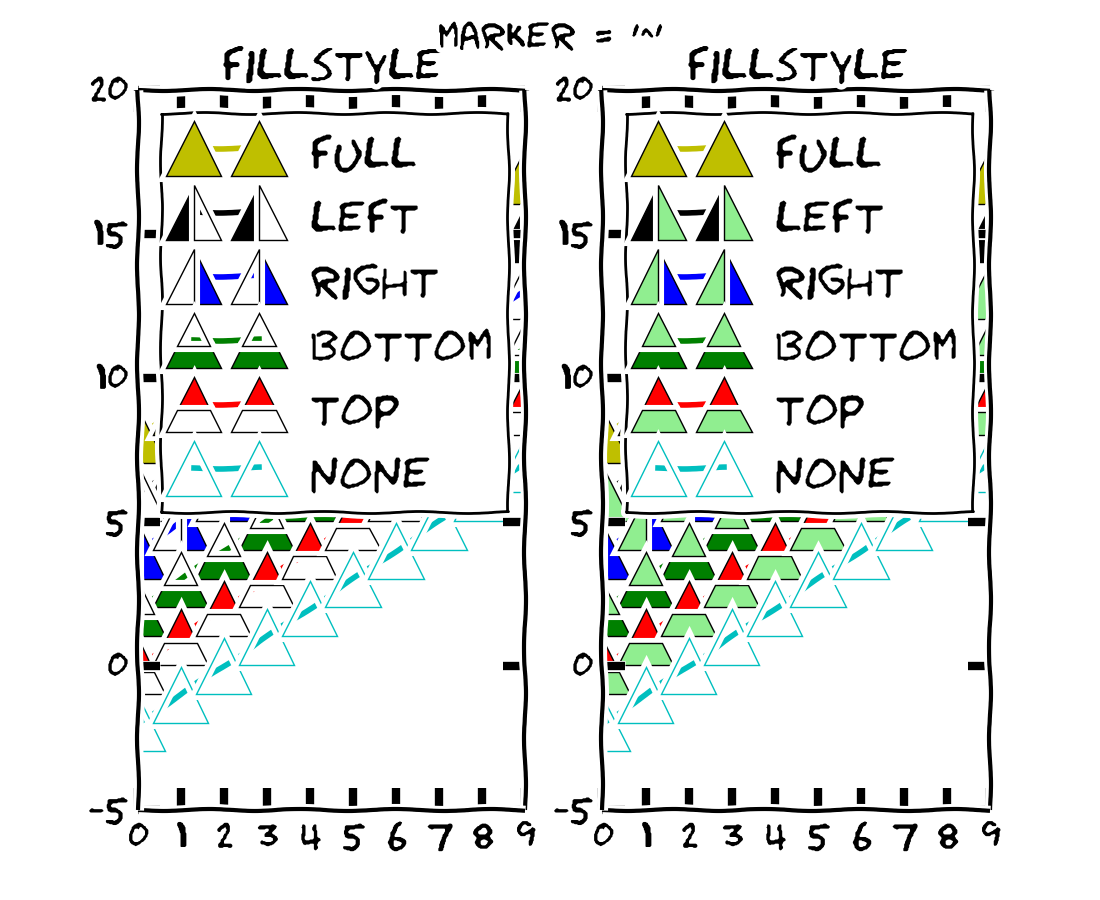 MARKER = '^'
FILLSTYLE
20
15
10
5
0
-5
FULL
LEFT
RIGHT
BOTTOM
TOP
NONE
0 1 2 3 4 5 6 7 8 9
FILLSTYLE
20
15
10
5
0
-5
FULL
LEFT
RIGHT
BOTTOM
TOP
NONE
0 1 2 3 4 5 6 7 8 9